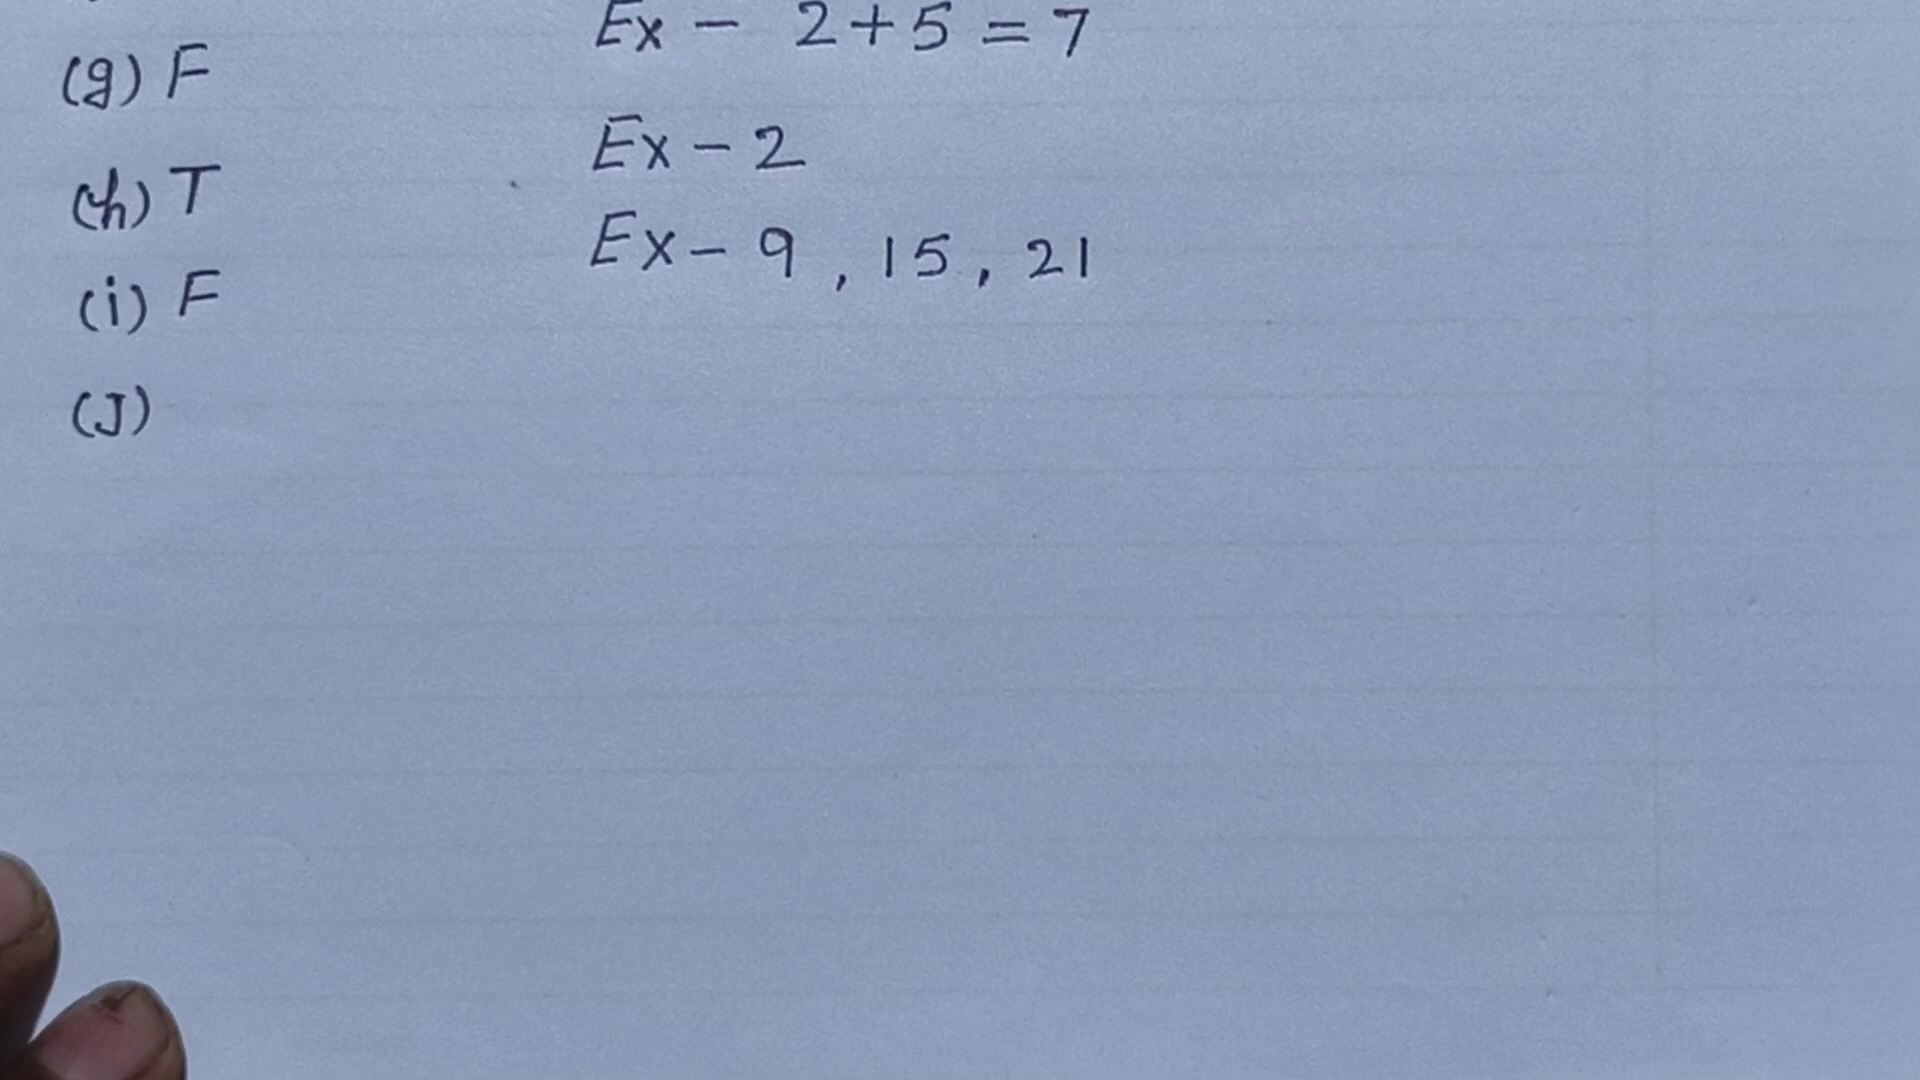 Ex - 2+5 = 7
(g) F
Ex - 2
(h) T
Ex - 9, 15, 21
(i) F
(J)